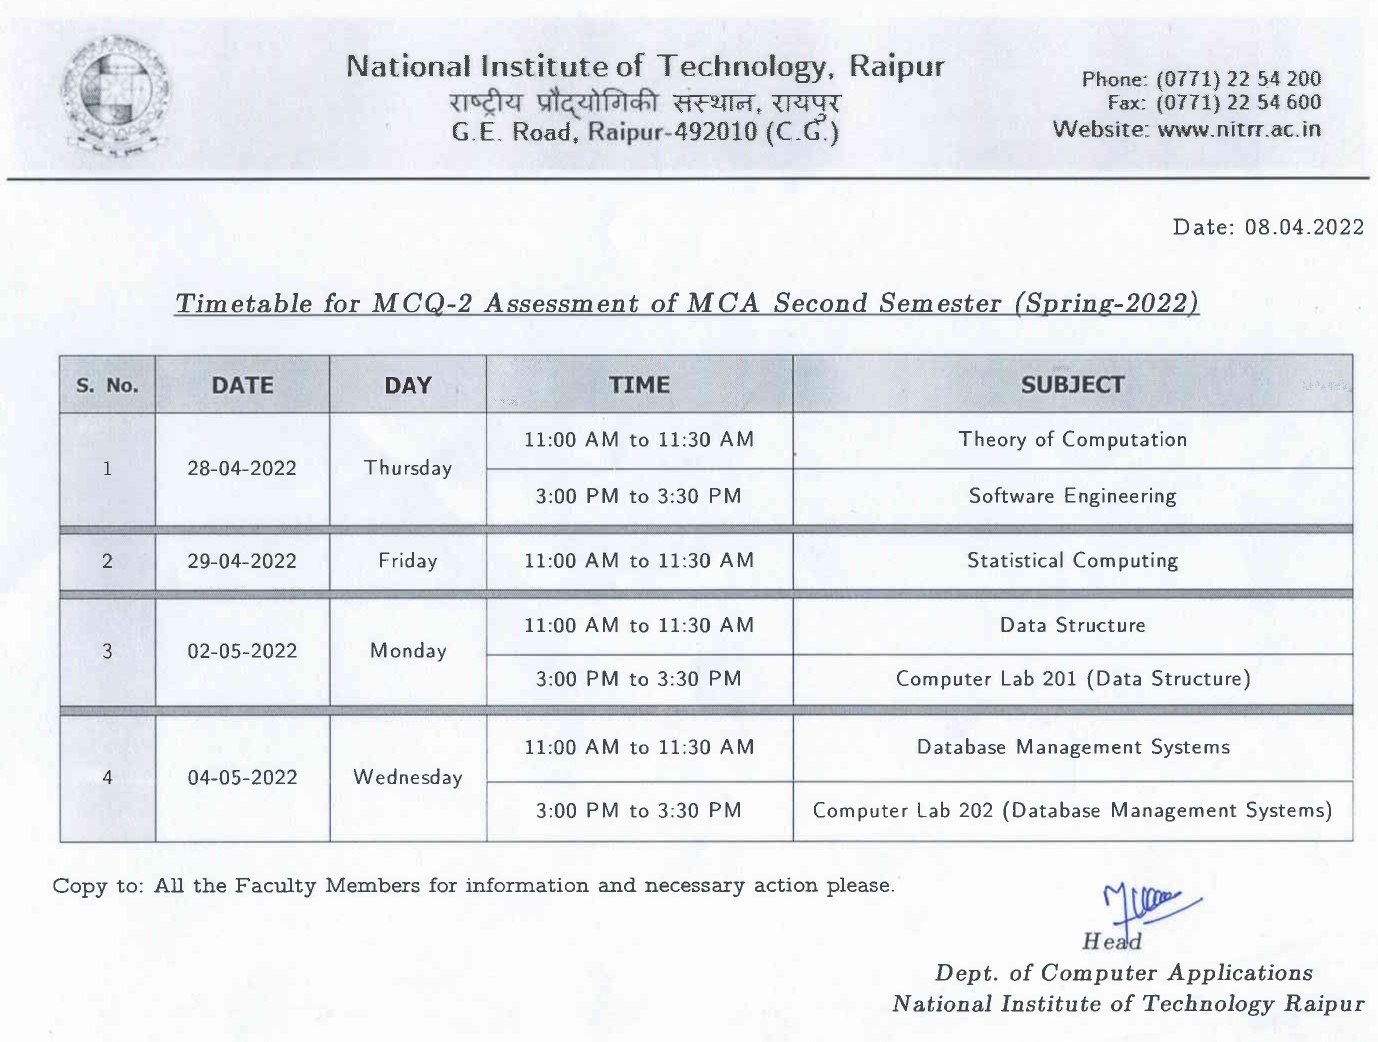 National Institute of Technology, Raipur
राष्ट्रीय प्रौद्योगिकी संस्थान, रायपुर
G.E. Road, Raipur-492010 (C.G.)
Phone: (0771) 22 54 200
Fax: (0771) 22 54 600
Website: www.nitrr.ac.in
Date: 08.04.2022
Timetable for MCQ-2 Assessment of MCA Second Semester (Spring-2022)
S. No. DATE DAY TIME SUBJECT
1 28-04-2022 Thursday 11:00 AM to 11:30 AM Theory of Computation
3:00 PM to 3:30 PM Software Engineering
2 29-04-2022 Friday 11:00 AM to 11:30 AM Statistical Computing
3 02-05-2022 Monday 11:00 AM to 11:30 AM Data Structure
3:00 PM to 3:30 PM Computer Lab 201 (Data Structure)
4 04-05-2022 Wednesday 11:00 AM to 11:30 AM Database Management Systems
3:00 PM to 3:30 PM Computer Lab 202 (Database Management Systems)
Copy to: All the Faculty Members for information and necessary action please.
Head
Dept. of Computer Applications
National Institute of Technology Raipur